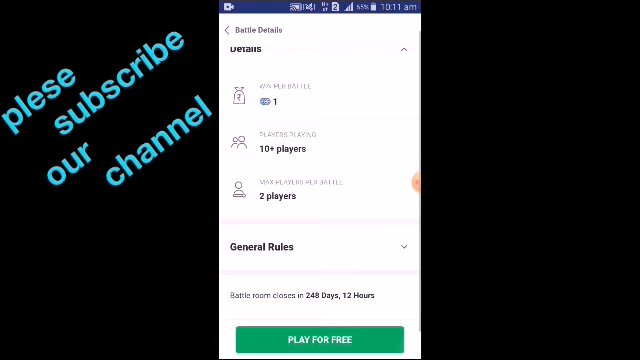 10:11 am
65%
Battle Details
Details
WIN PER BATTLE
1
PLAYERS PLAYING
10+ players
MAX PLAYERS PER BATTLE
2 players
General Rules
Battle room closes in 248 Days, 12 Hours
PLAY FOR FREE
plese
subscribe
our
channel